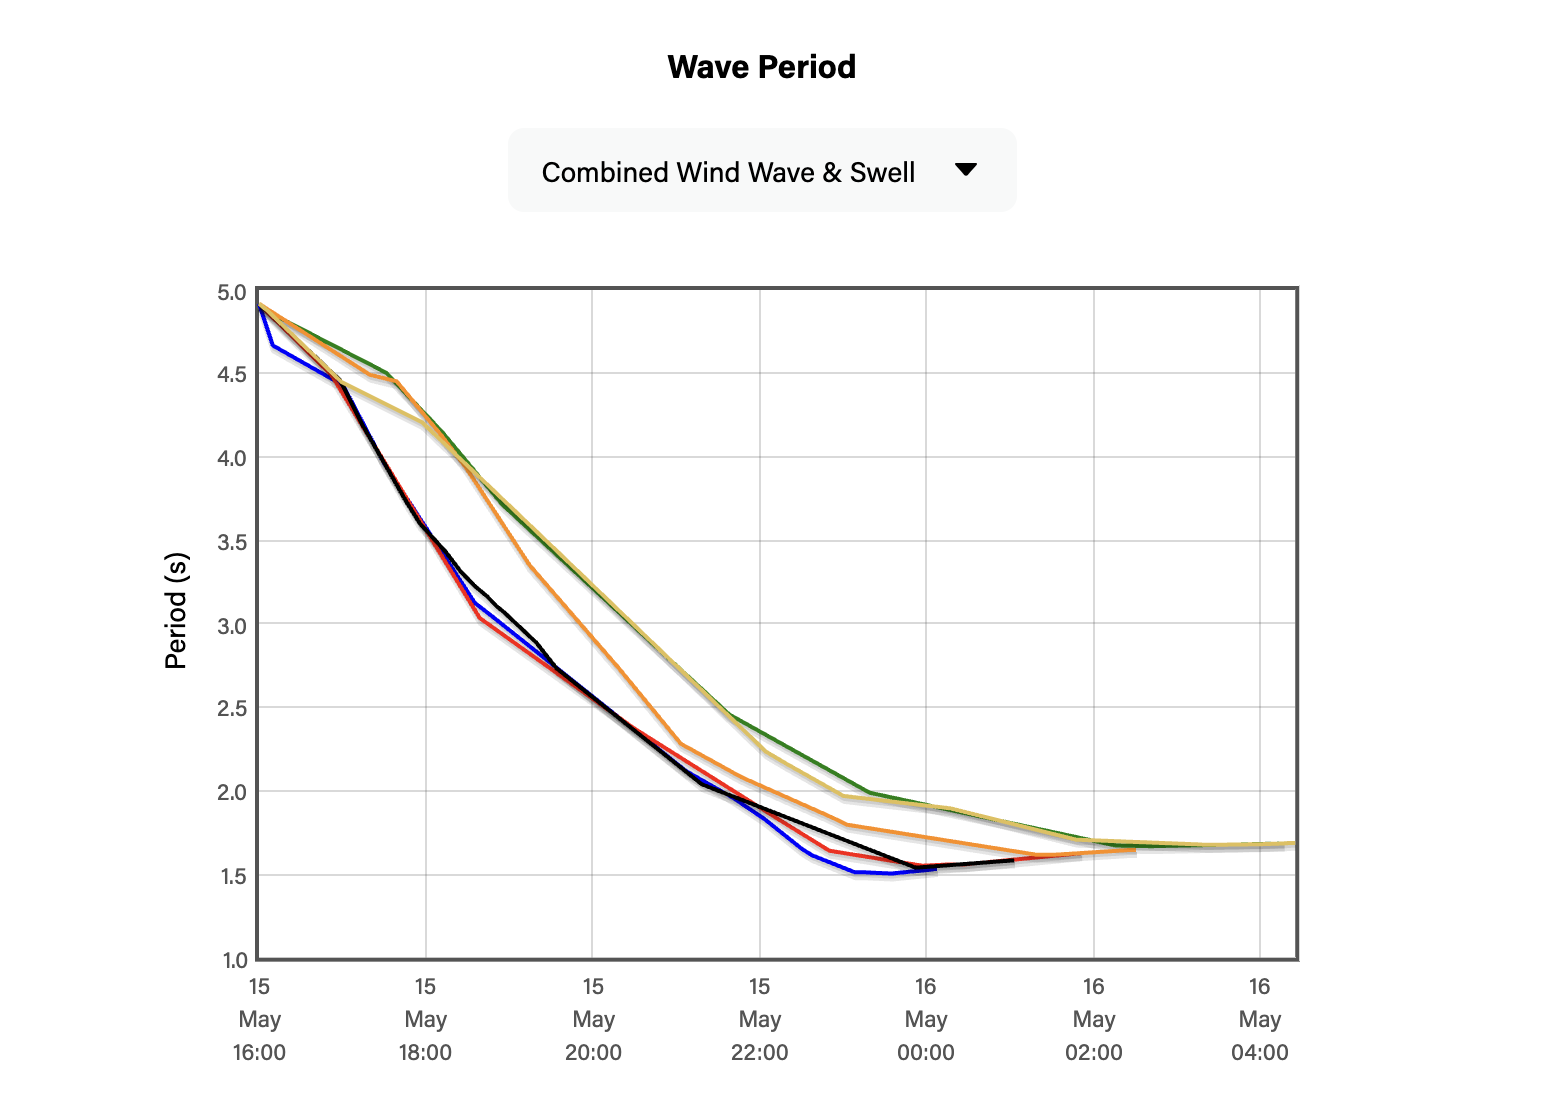 Wave Period
Combined Wind Wave & Swell
Period (s)
5.0
4.5
4.0
3.5
3.0
2.5
2.0
1.5
1.0
15 15 15 15 16 16 16
May May May May May May May
16:00 18:00 20:00 22:00 00:00 02:00 04:00